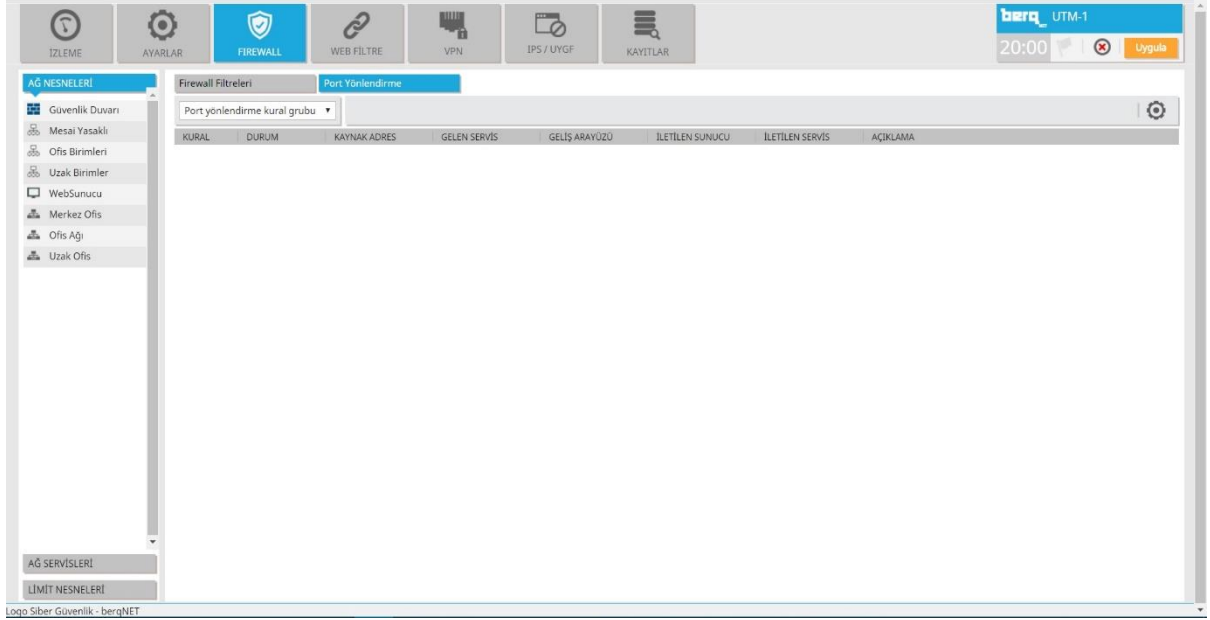 İZLEME
AYARLAR
FIREWALL
WEB FİLTRE
VPN
IPS / UYGF
KAYITLAR
berq_ UTM-1
20:00
Uygula
AĞ NESNELERİ
Firewall Filtreleri
Port Yönlendirme
Port yönlendirme kural grubu
KURAL DURUM KAYNAK ADRES GELEN SERVİS GELİŞ ARAYÜZÜ İLETİLEN SUNUCU İLETİLEN SERVİS AÇIKLAMA
Güvenlik Duvarı
Mesai Yasaklı
Ofis Birimleri
Uzak Birimler
WebSunucu
Merkez Ofis
Ofis Ağı
Uzak Ofis
AĞ SERVİSLERİ
LİMİT NESNELERİ
Logo Siber Güvenlik - berqNET